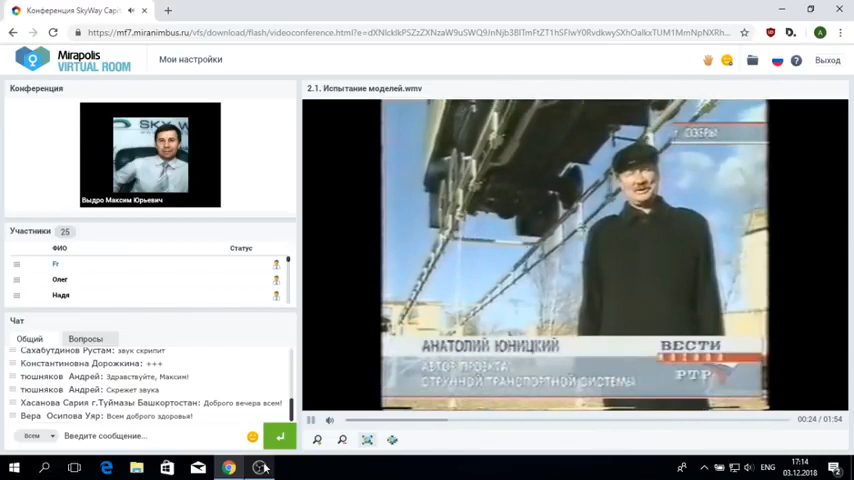 Конференция SkyWay Capit
https://mf7.miranimbus.ru/vfs/download/flash/videoconference.html?e=
Mirapolis
VIRTUAL ROOM
Мои настройки
Выход
Конференция
Выдро Максим Юрьевич
Участники 25
ФИО Статус
Fr
Олег
Надя
Чат
Общий Вопросы
Сахабутдинов Рустам: звук скрипит
Константиновна Дорожкина: +++
тюшняков Андрей: Здравствуйте, Максим!
тюшняков Андрей: Скрежет звука
Хасанова Сария г.Туймазы Башкортостан: Доброго вечера всем!
Вера Осипова Уяр: Всем доброго здоровья!
Всем Введите сообщение...
2.1. Испытание моделей.wmv
г. ОЗЕРЫ
АНАТОЛИЙ ЮНИЦКИЙ
АВТОР ПРОЕКТА
СТРУННОЙ ТРАНСПОРТНОЙ СИСТЕМЫ
ВЕСТИ
МОСКВА
РТР
00:24 / 01:54
ENG
17:14
03.12.2018
2